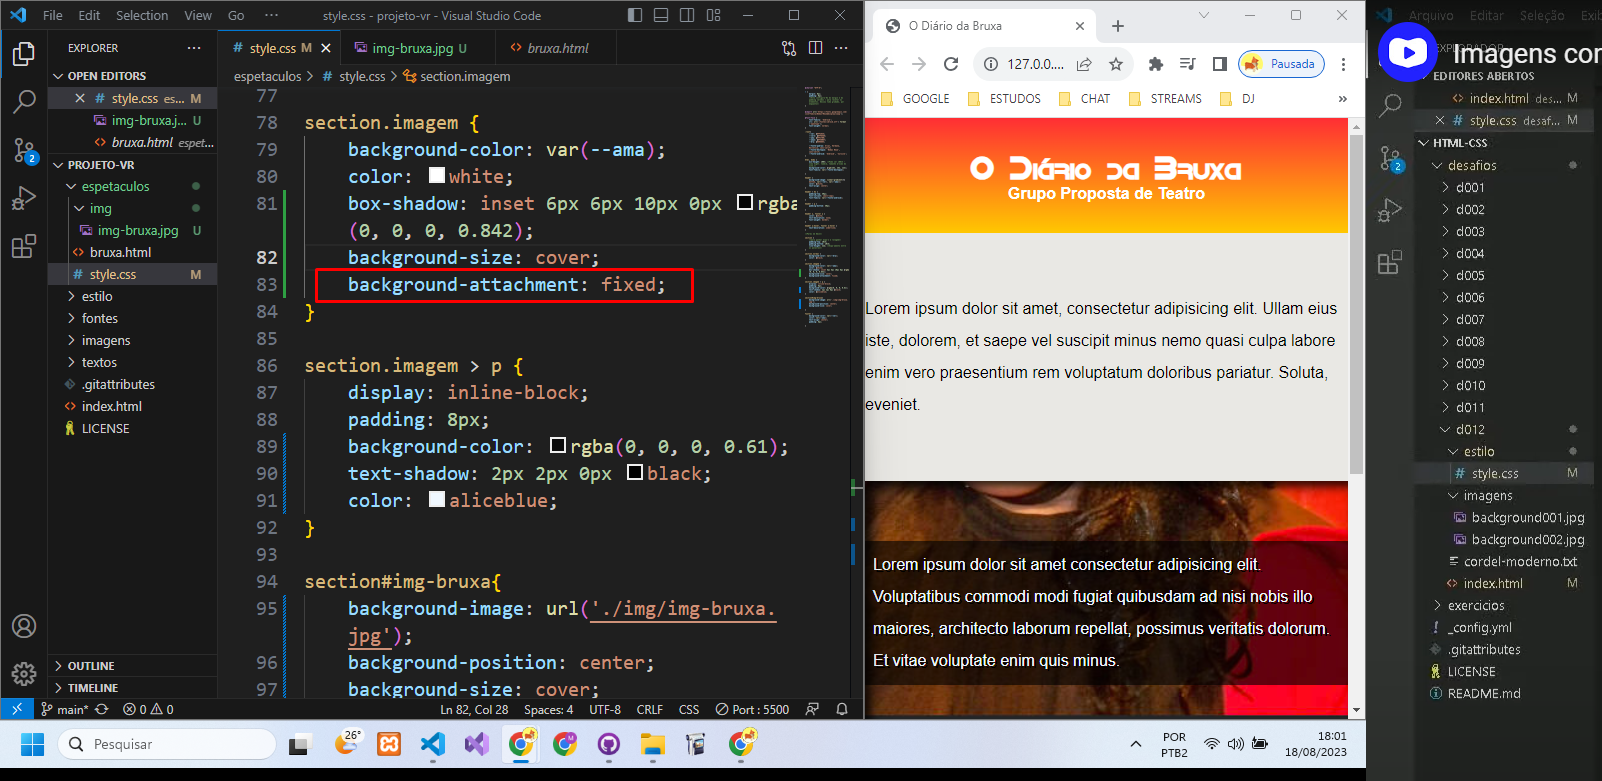 File Edit Selection View Go ··· style.css - projeto-vr - Visual Studio Code
EXPLORER ···
OPEN EDITORS
# style.css es... M
img-bruxa.j... U
bruxa.html espet...
PROJETO-VR
espetaculos
img
img-bruxa.jpg U
bruxa.html
# style.css M
estilo
fontes
imagens
textos
.gitattributes
index.html
LICENSE
OUTLINE
TIMELINE
# style.css M
img-bruxa.jpg U
bruxa.html
espetaculos > # style.css > section.imagem
77
78 section.imagem {
79 background-color: var(--ama);
80 color: white;
81 box-shadow: inset 6px 6px 10px 0px rgba
(0, 0, 0, 0.842);
82 background-size: cover;
83 background-attachment: fixed;
84 }
85
86 section.imagem > p {
87 display: inline-block;
88 padding: 8px;
89 background-color: rgba(0, 0, 0, 0.61);
90 text-shadow: 2px 2px 0px black;
91 color: aliceblue;
92 }
93
94 section#img-bruxa{
95 background-image: url('./img/img-bruxa.
jpg');
96 background-position: center;
97 background-size: cover;
main* 0 0 Ln 82, Col 28 Spaces: 4 UTF-8 CRLF CSS Port : 5500
O Diário da Bruxa
127.0.0.... Pausada
GOOGLE ESTUDOS CHAT STREAMS DJ »
O Diário da Bruxa
Grupo Proposta de Teatro
Lorem ipsum dolor sit amet, consectetur adipisicing elit. Ullam eius
iste, dolorem, et saepe vel suscipit minus nemo quasi culpa labore
enim vero praesentium rem voluptatum doloribus pariatur. Soluta,
eveniet.
Lorem ipsum dolor sit amet consectetur adipisicing elit.
Voluptatibus commodi modi fugiat quibusdam ad nisi nobis illo
maiores, architecto laborum repellat, possimus veritatis dolorum.
Et vitae voluptate enim quis minus.
Arquivo Editar Seleção Exib
EXPLORADOR
Imagens cor
EDITORES ABERTOS
index.html des... M
# style.css desaf... M
HTML-CSS
desafios
d001
d002
d003
d004
d005
d006
d007
d008
d009
d010
d011
d012
estilo
# style.css M
imagens
background001.jpg
background002.jpg
cordel-moderno.txt
index.html M
exercicios
! _config.yml
.gitattributes
LICENSE
README.md
2
2
Pesquisar
26°
POR
PTB2
18:01
18/08/2023